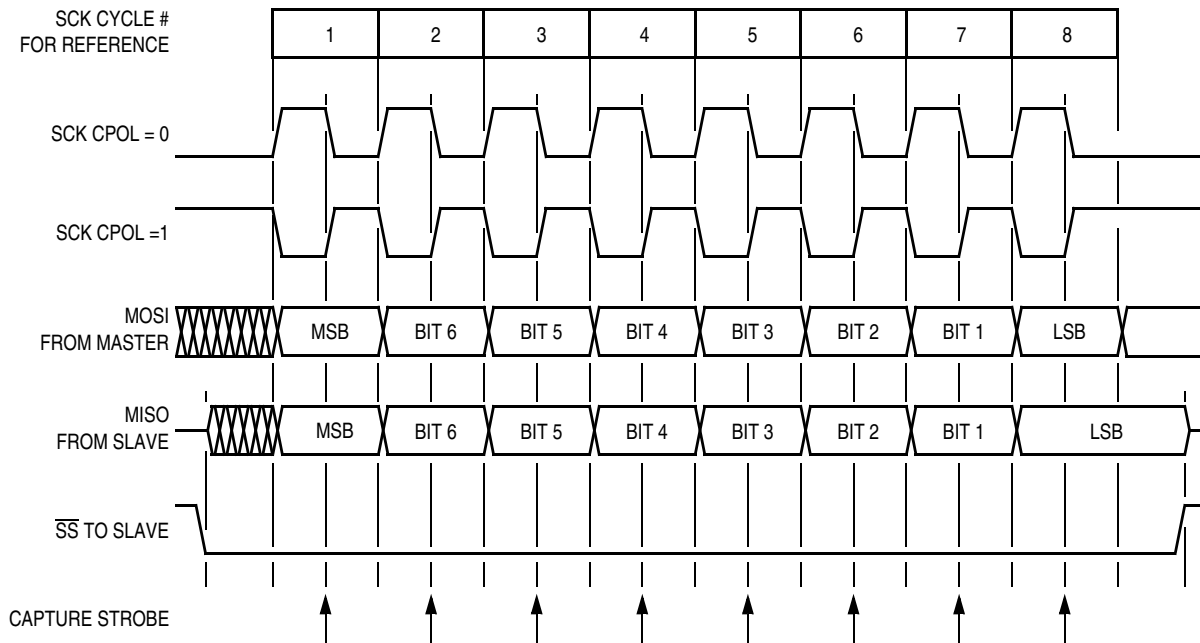 SCK CYCLE #
FOR REFERENCE
1 2 3 4 5 6 7 8
SCK CPOL = 0
SCK CPOL =1
MOSI
FROM MASTER
MSB BIT 6 BIT 5 BIT 4 BIT 3 BIT 2 BIT 1 LSB
MISO
FROM SLAVE
MSB BIT 6 BIT 5 BIT 4 BIT 3 BIT 2 BIT 1 LSB
S̅S̅ TO SLAVE
CAPTURE STROBE